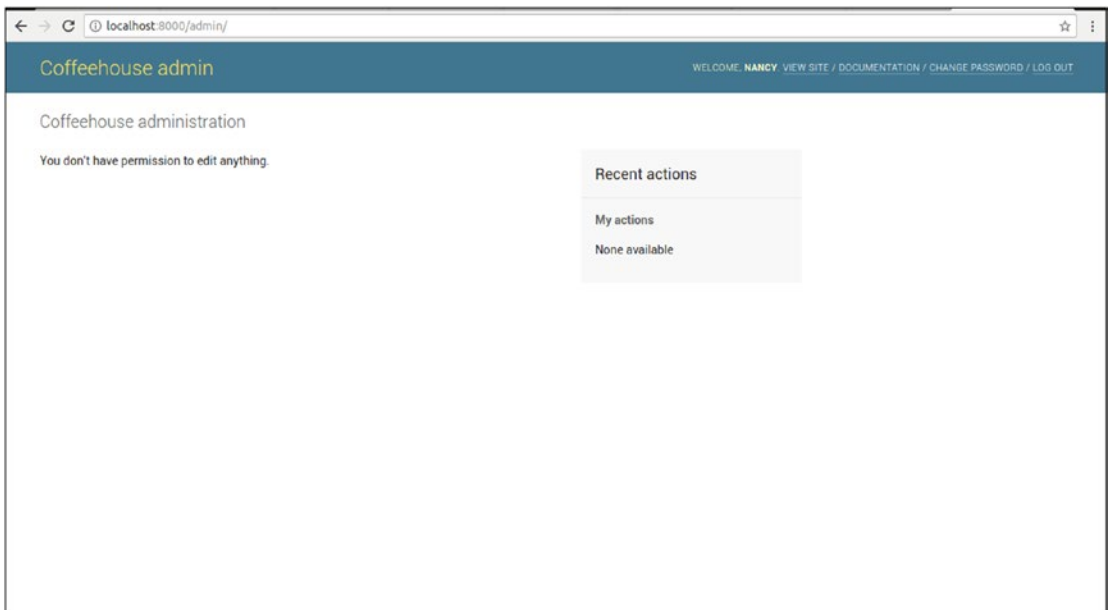 localhost:8000/admin/
Coffeehouse admin
WELCOME, NANCY. VIEW SITE / DOCUMENTATION / CHANGE PASSWORD / LOG OUT
Coffeehouse administration
You don't have permission to edit anything.
Recent actions
My actions
None available